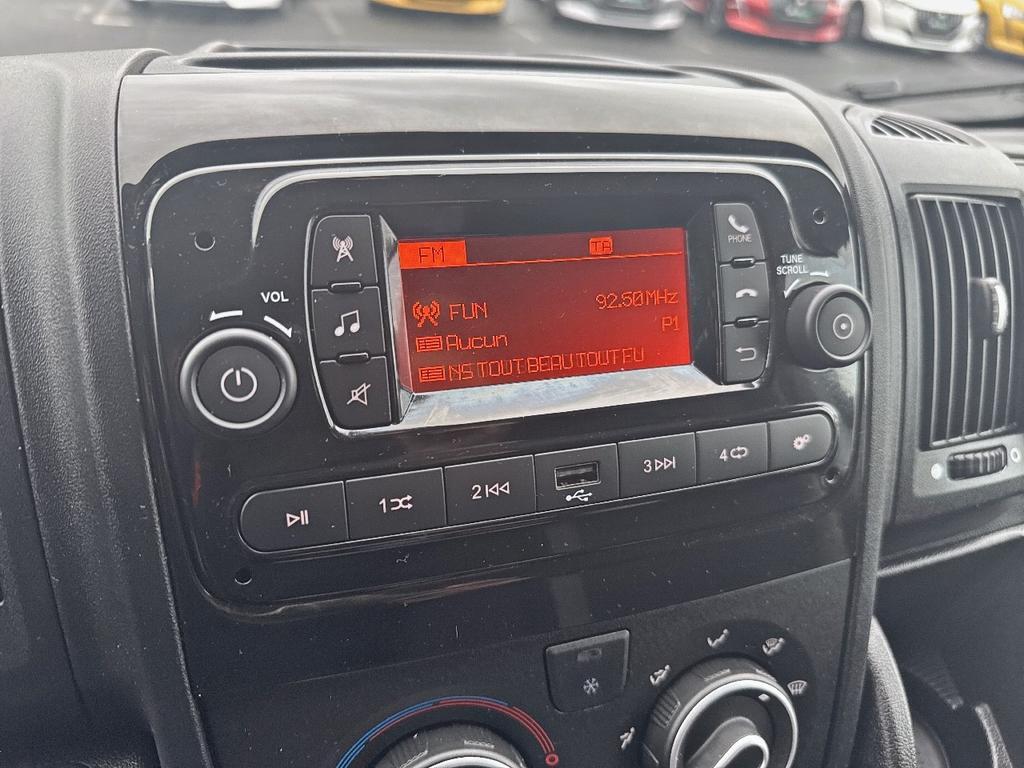 FM TA
FUN 92.50MHz
P1
Aucun
NS TOUT BEAU TOUT FU
VOL
PHONE
TUNE
SCROLL
1
2
3
4